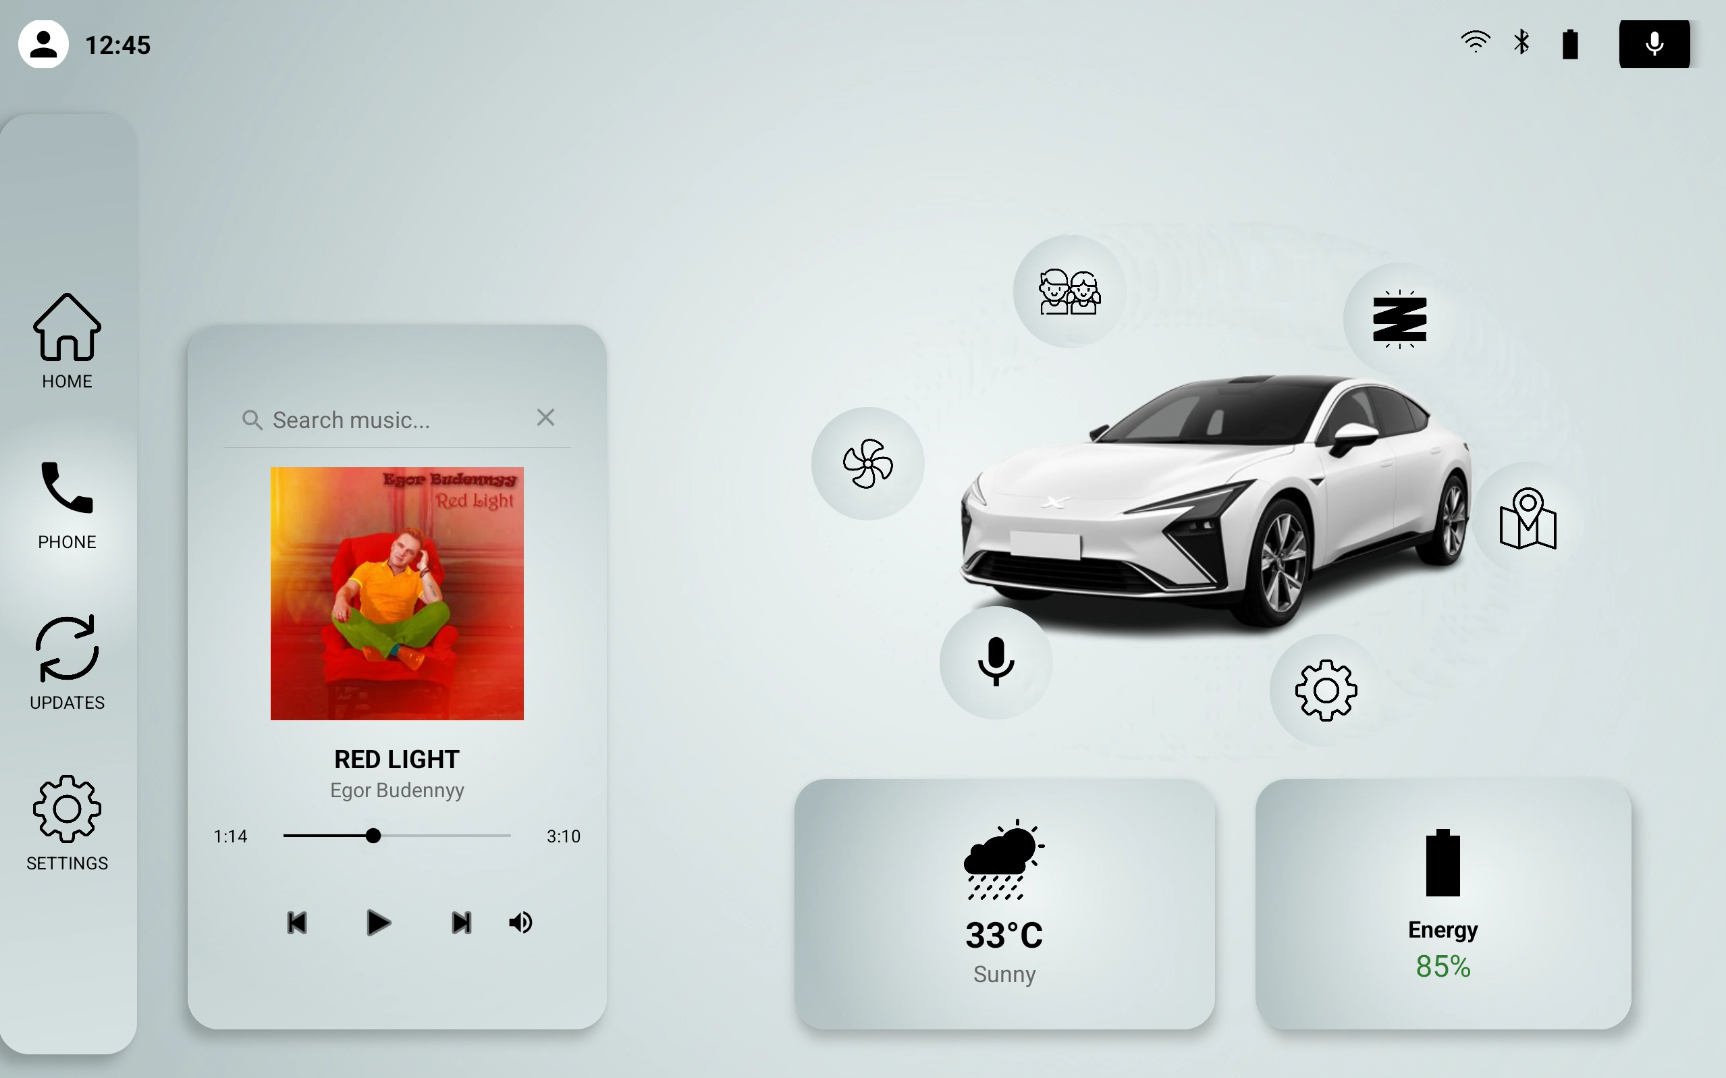 12:45
HOME
PHONE
UPDATES
SETTINGS
Search music...
Egor Budennyy
Red Light
RED LIGHT
Egor Budennyy
1:14
3:10
33°C
Sunny
Energy
85%